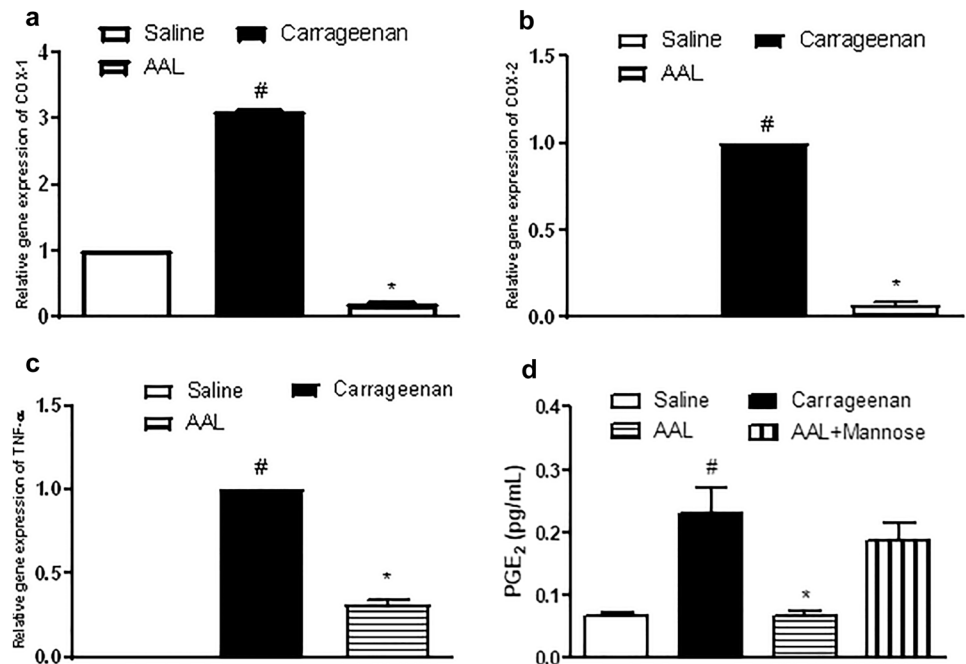 a
Saline Carrageenan
AAL
Relative gene expression of COX-1
4
3
2
1
0
#
*
b
Saline Carrageenan
AAL
Relative gene expression of COX-2
1.5
1.0
0.5
0.0
#
*
c
Saline Carrageenan
AAL
Relative gene expression of TNF-α
1.5
1.0
0.5
0.0
#
*
d
Saline Carrageenan
AAL AAL+Mannose
PGE₂ (pg/mL)
0.4
0.3
0.2
0.1
0.0
#
*